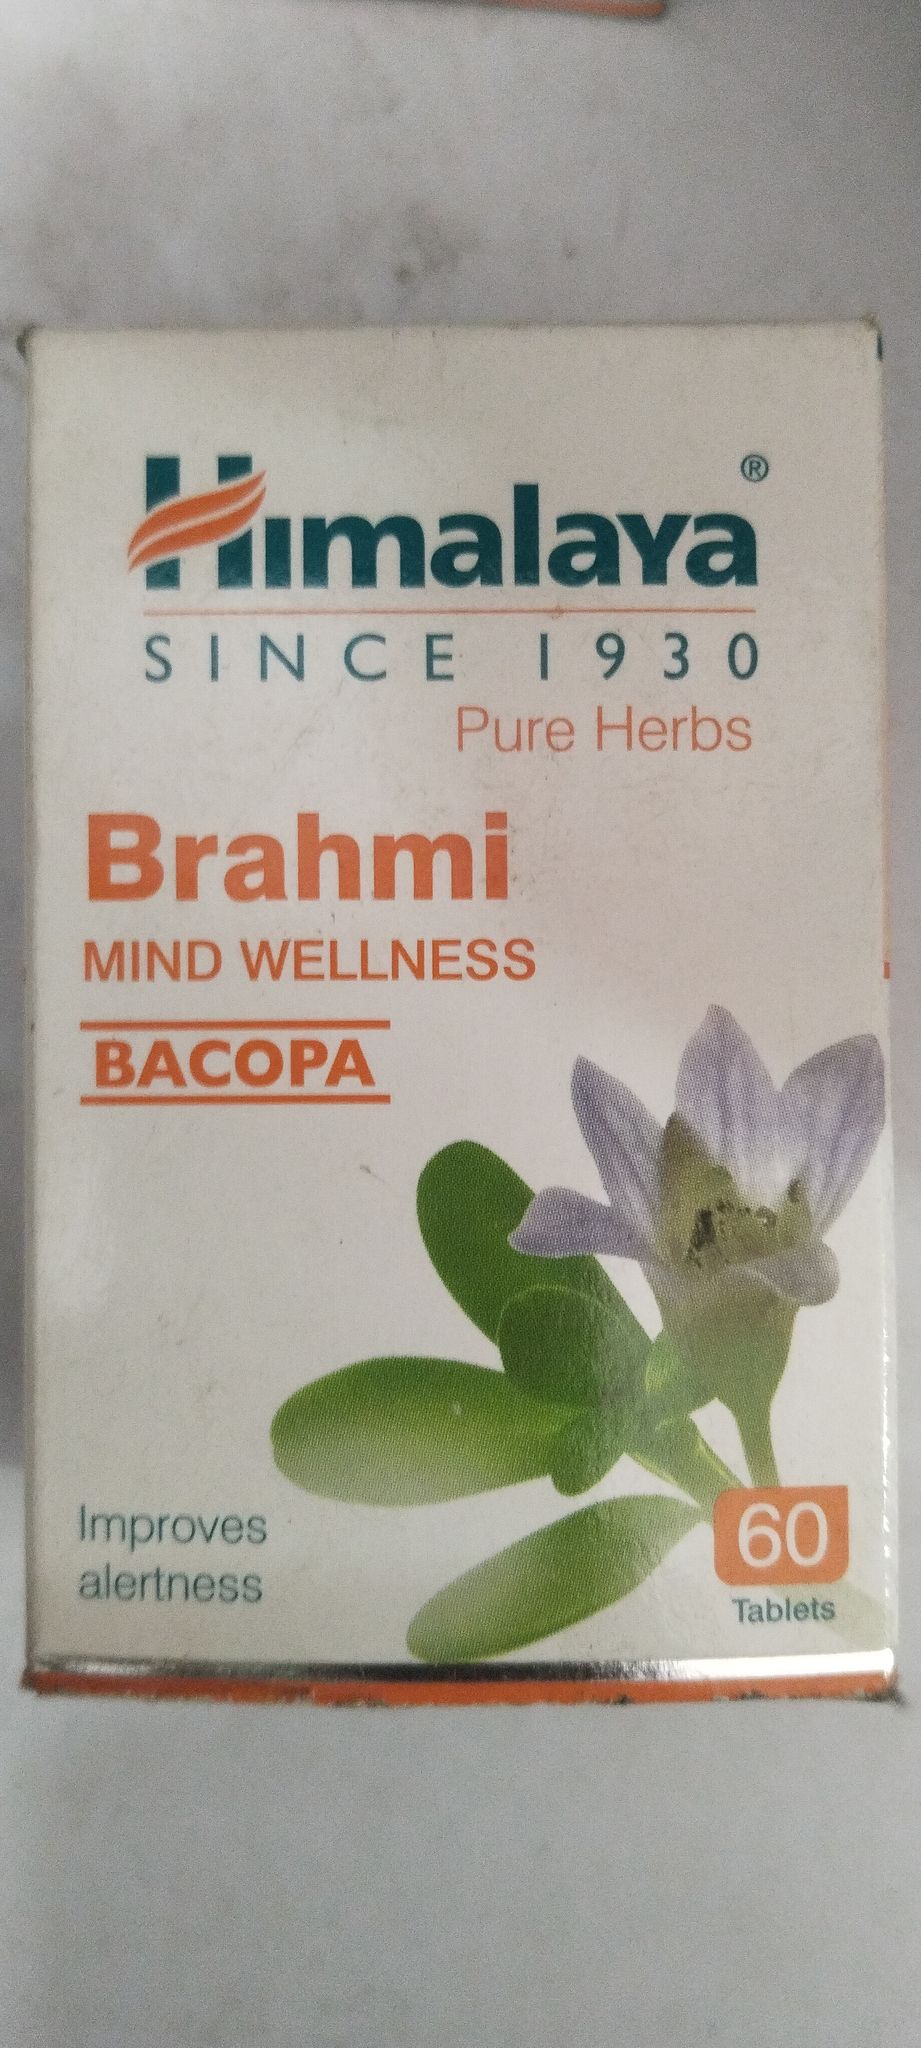 Himalaya®
SINCE 1930
Pure Herbs
Brahmi
MIND WELLNESS
BACOPA
Improves
alertness
60
Tablets